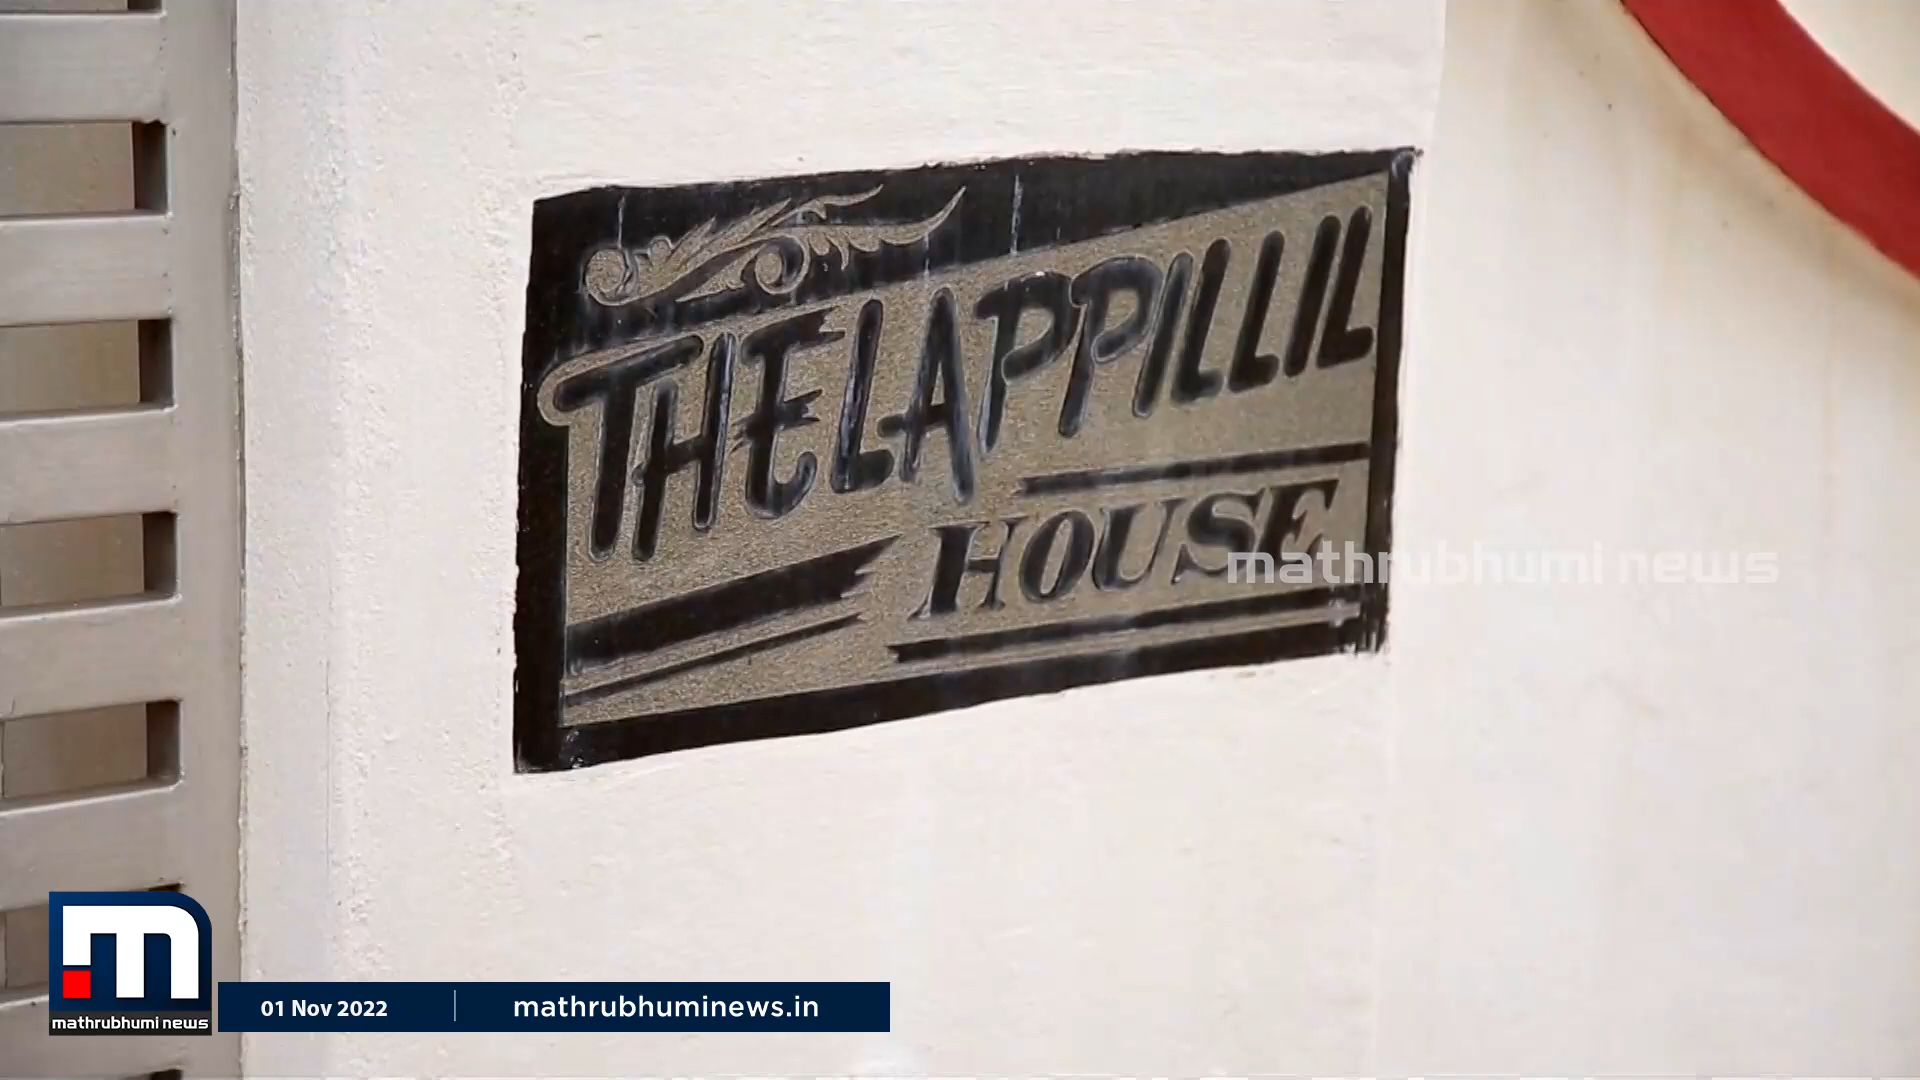 THELAPPILLIL
HOUSE
mathrubhumi news
mathrubhumi news
01 Nov 2022
mathrubhuminews.in